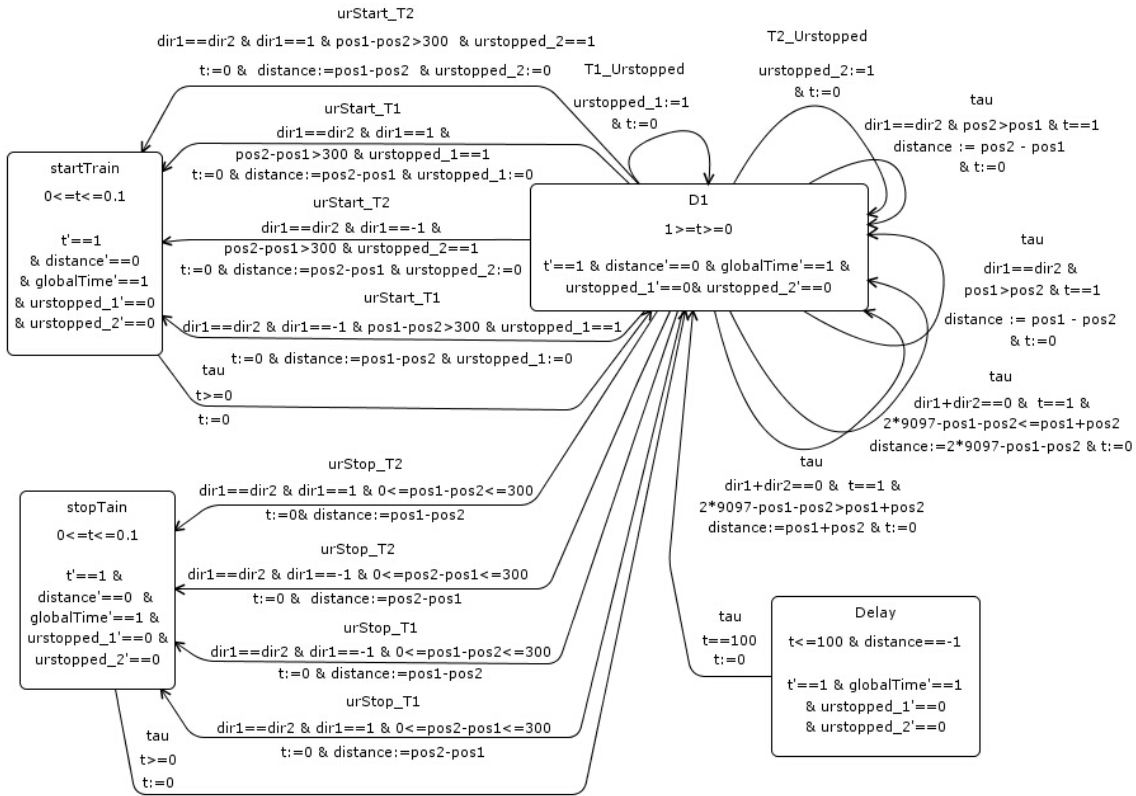 urStart_T2
dir1==dir2 & dir1==1 & pos1-pos2>300 & urstopped_2==1
t:=0 & distance:=pos1-pos2 & urstopped_2:=0
urStart_T1
dir1==dir2 & dir1==1 &
pos2-pos1>300 & urstopped_1==1
t:=0 & distance:=pos2-pos1 & urstopped_1:=0
urStart_T2
dir1==dir2 & dir1==-1 &
pos2-pos1>300 & urstopped_2==1
t:=0 & distance:=pos2-pos1 & urstopped_2:=0
urStart_T1
dir1==dir2 & dir1==-1 & pos1-pos2>300 & urstopped_1==1
t:=0 & distance:=pos1-pos2 & urstopped_1:=0
tau
t>=0
t:=0
startTrain
0<=t<=0.1
t'==1
& distance'==0
& globalTime'==1
& urstopped_1'==0
& urstopped_2'==0
T1_Urstopped
urstopped_1:=1
& t:=0
T2_Urstopped
urstopped_2:=1
& t:=0
tau
dir1==dir2 & pos2>pos1 & t==1
distance := pos2 - pos1
& t:=0
D1
1>=t>=0
t'==1 & distance'==0 & globalTime'==1 &
urstopped_1'==0& urstopped_2'==0
tau
dir1==dir2 &
pos1>pos2 & t==1
distance := pos1 - pos2
& t:=0
tau
dir1+dir2==0 & t==1 &
2*9097-pos1-pos2<=pos1+pos2
distance:=2*9097-pos1-pos2 & t:=0
tau
dir1+dir2==0 & t==1 &
2*9097-pos1-pos2>pos1+pos2
distance:=pos1+pos2 & t:=0
urStop_T2
dir1==dir2 & dir1==1 & 0<=pos1-pos2<=300
t:=0& distance:=pos1-pos2
urStop_T2
dir1==dir2 & dir1==-1 & 0<=pos2-pos1<=300
t:=0 & distance:=pos2-pos1
urStop_T1
dir1==dir2 & dir1==-1 & 0<=pos1-pos2<=300
t:=0 & distance:=pos1-pos2
urStop_T1
dir1==dir2 & dir1==1 & 0<=pos2-pos1<=300
t:=0 & distance:=pos2-pos1
tau
t>=0
t:=0
stopTain
0<=t<=0.1
t'==1 &
distance'==0 &
globalTime'==1 &
urstopped_1'==0 &
urstopped_2'==0
tau
t==100
t:=0
Delay
t<=100 & distance==-1
t'==1 & globalTime'==1
& urstopped_1'==0
& urstopped_2'==0